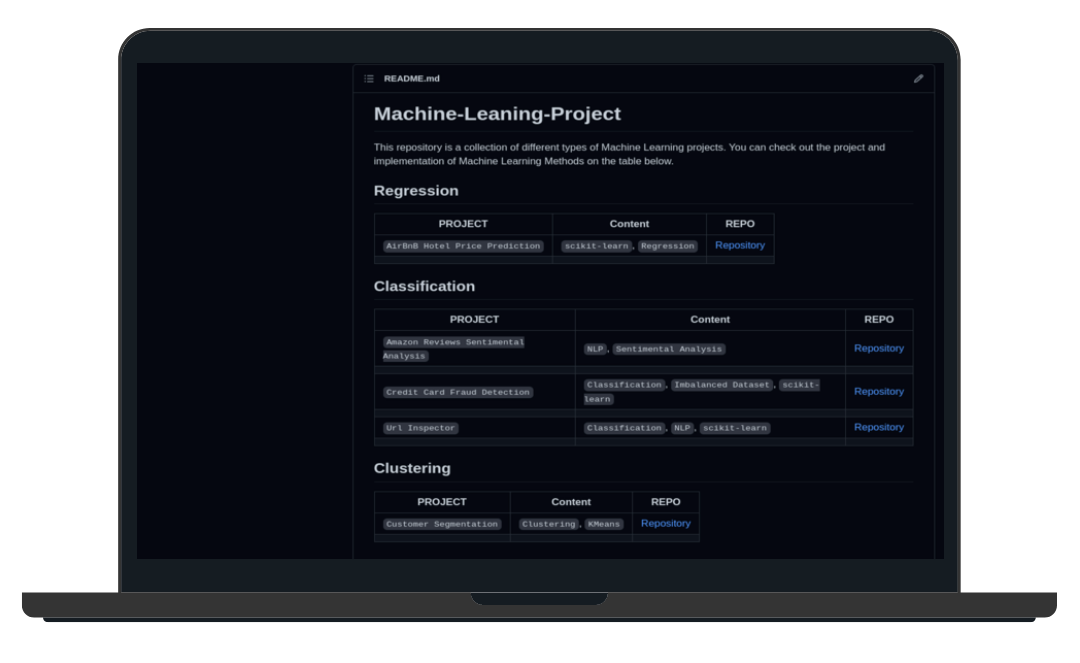 README.md
Machine-Leaning-Project
This repository is a collection of different types of Machine Learning projects. You can check out the project and
implementation of Machine Learning Methods on the table below.
Regression
PROJECT Content REPO
AirBnB Hotel Price Prediction scikit-learn, Regression Repository
Classification
PROJECT Content REPO
Amazon Reviews Sentimental
Analysis
NLP, Sentimental Analysis Repository
Credit Card Fraud Detection
Classification, Imbalanced Dataset, scikit-
learn
Repository
Url Inspector Classification, NLP, scikit-learn Repository
Clustering
PROJECT Content REPO
Customer Segmentation Clustering, KMeans Repository